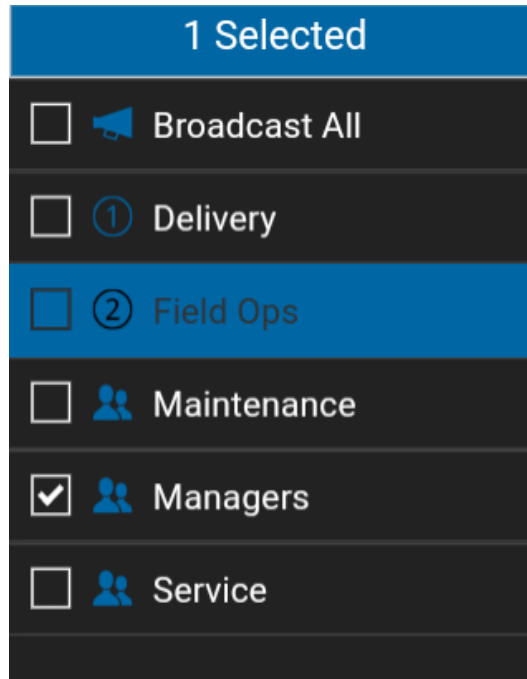 1 Selected
Broadcast All
1 Delivery
2 Field Ops
Maintenance
Managers
Service